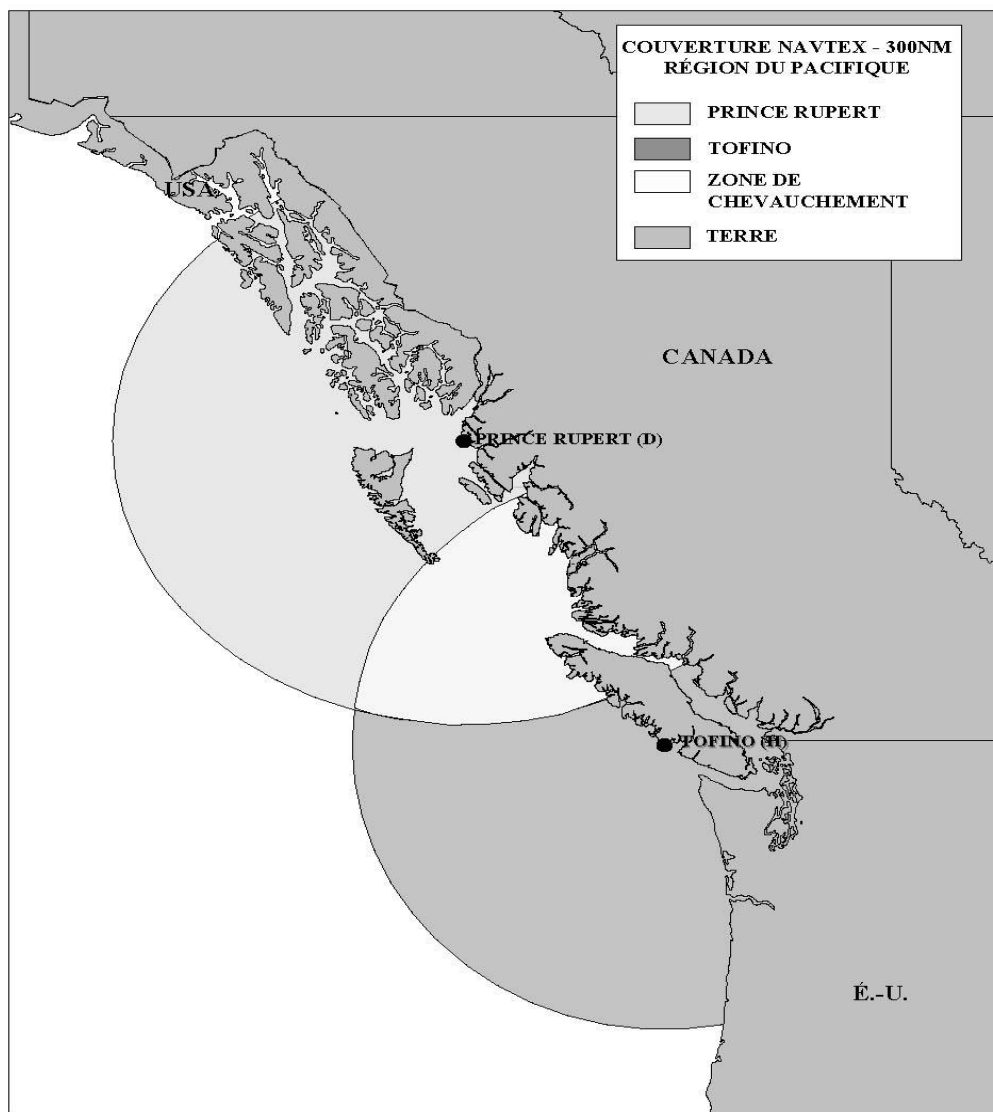 COUVERTURE NAVTEX - 300NM
RÉGION DU PACIFIQUE
PRINCE RUPERT
TOFINO
ZONE DE
CHEVAUCHEMENT
TERRE
USA
CANADA
PRINCE RUPERT (D)
TOFINO (H)
É.-U.